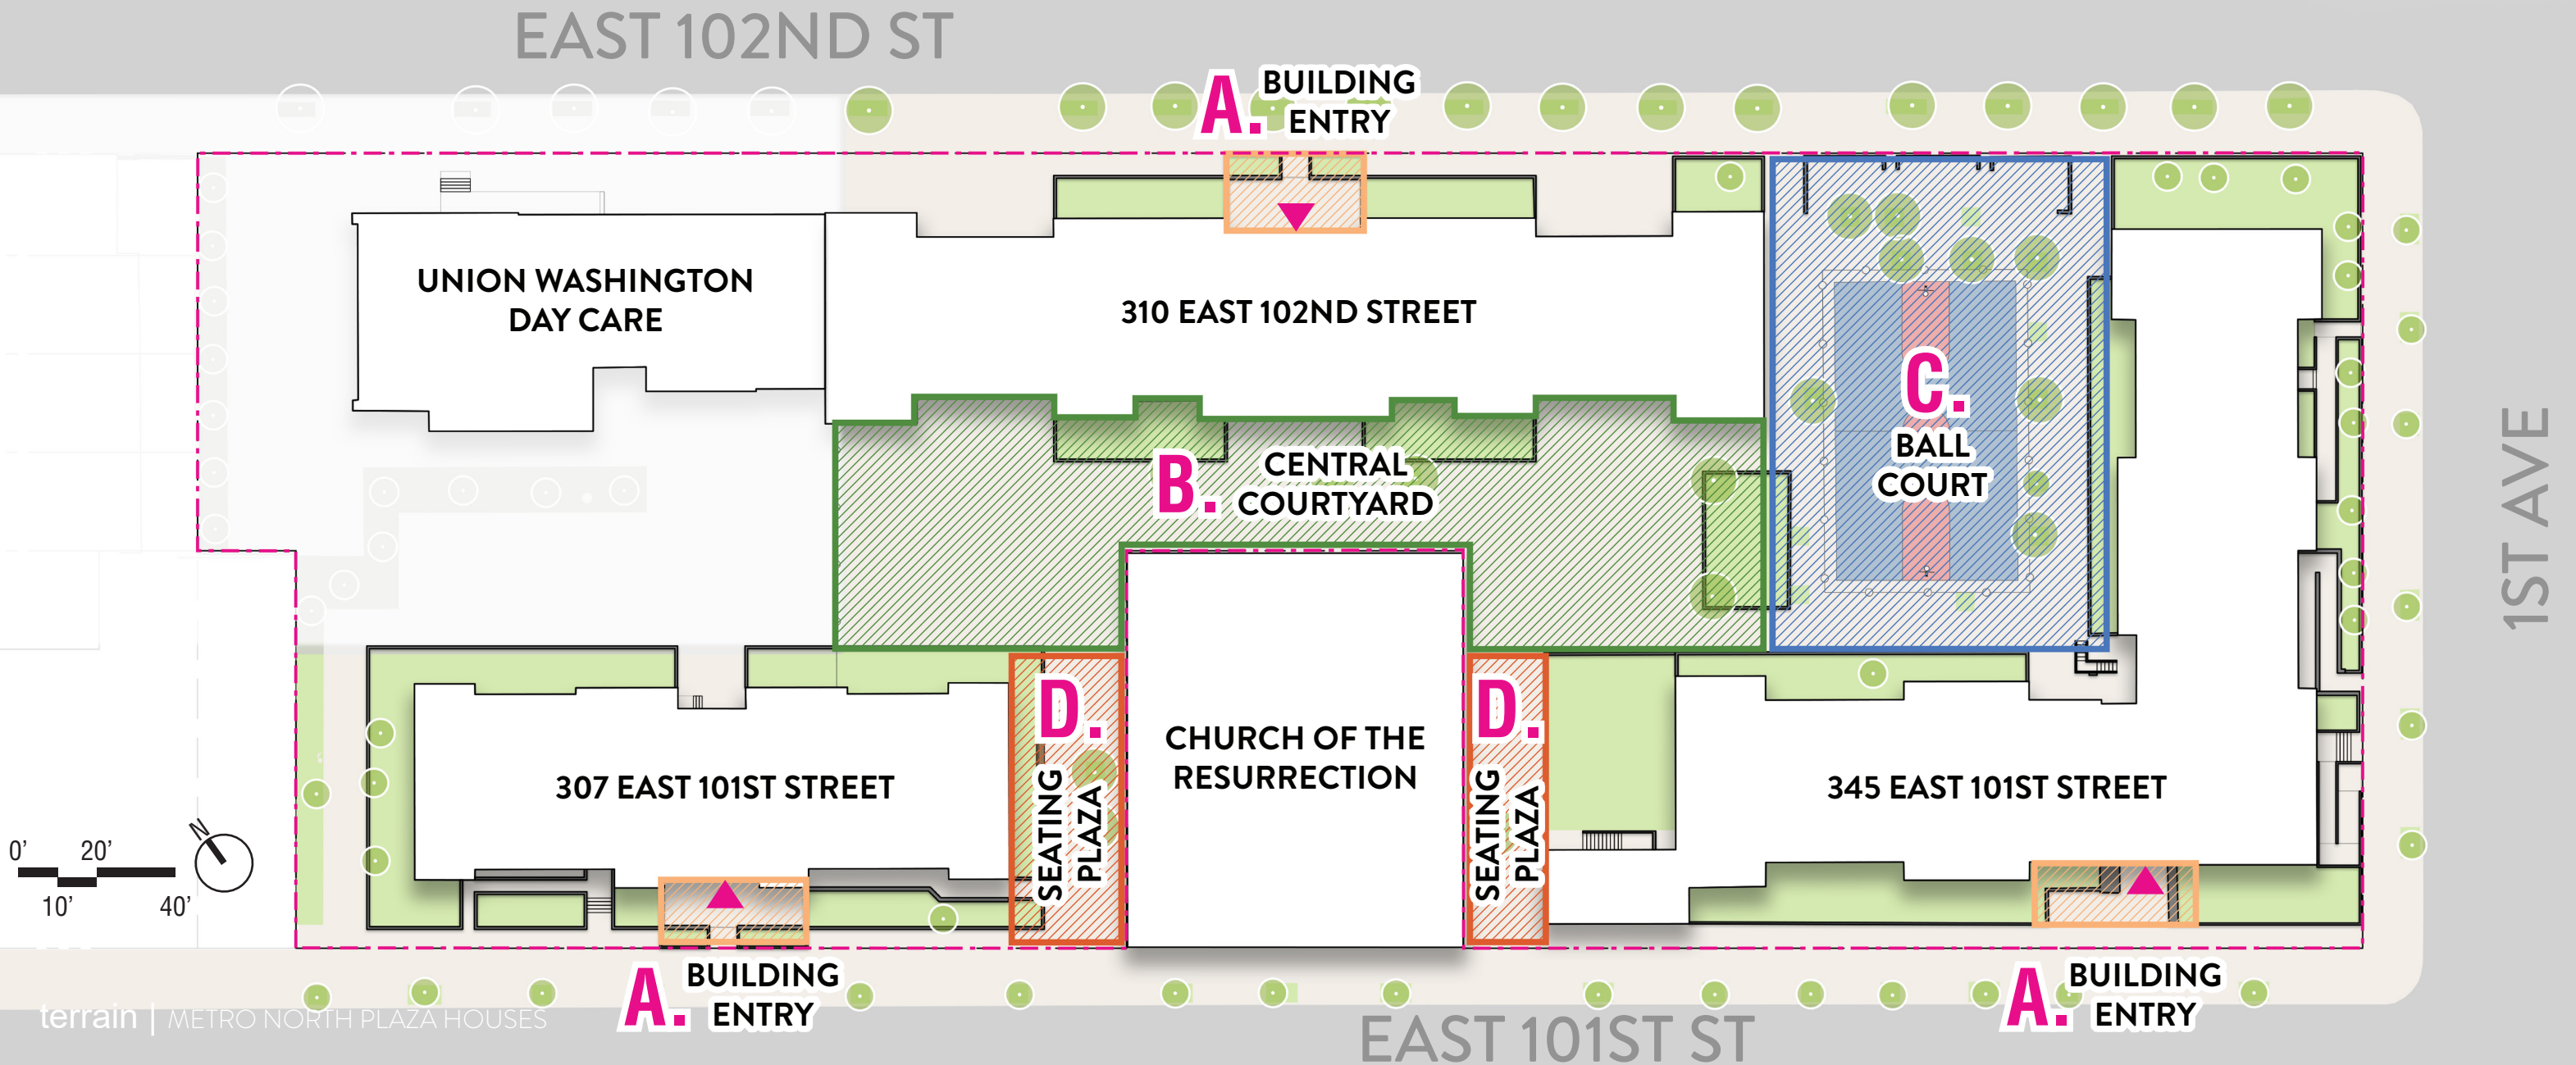 EAST 102ND ST
A. BUILDING
ENTRY
UNION WASHINGTON
DAY CARE
310 EAST 102ND STREET
C.
BALL
COURT
B. CENTRAL
COURTYARD
1ST AVE
D.
SEATING
PLAZA
CHURCH OF THE
RESURRECTION
D.
SEATING
PLAZA
307 EAST 101ST STREET
345 EAST 101ST STREET
N
0' 20'
10' 40'
A. BUILDING
ENTRY
A. BUILDING
ENTRY
terrain | METRO NORTH PLAZA HOUSES
EAST 101ST ST